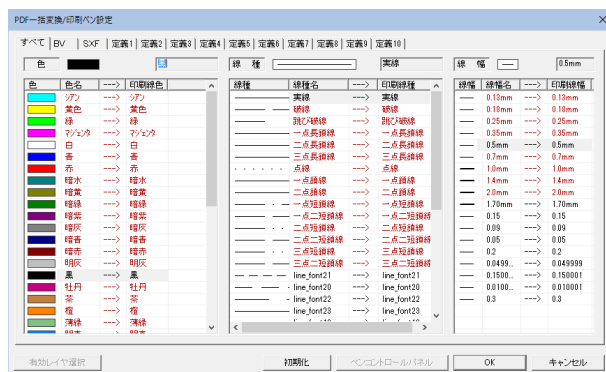 PDF一括変換/印刷ペン設定
すべて BV SXF 定義1 定義2 定義3 定義4 定義5 定義6 定義7 定義8 定義9 定義10
色 黒 線 種 実線 線 幅 0.5mm
色 色名 ---> 印刷線色 線種 線種名 ---> 印刷線種 線幅 線幅名 ---> 印刷線幅
シアン ---> シアン 実線 ---> 実線 0.13mm ---> 0.13mm
黄色 ---> 黄色 破線 ---> 破線 0.18mm ---> 0.18mm
緑 ---> 緑 跳び破線 ---> 跳び破線 0.25mm ---> 0.25mm
マジェンタ ---> マジェンタ 一点長鎖線 ---> 一点長鎖線 0.35mm ---> 0.35mm
白 ---> 白 二点長鎖線 ---> 二点長鎖線 0.5mm ---> 0.5mm
青 ---> 青 三点長鎖線 ---> 三点長鎖線 0.7mm ---> 0.7mm
赤 ---> 赤 点線 ---> 点線 1.0mm ---> 1.0mm
暗水 ---> 暗水 一点鎖線 ---> 一点鎖線 1.4mm ---> 1.4mm
暗黄 ---> 暗黄 二点鎖線 ---> 二点鎖線 2.0mm ---> 2.0mm
暗緑 ---> 暗緑 一点短鎖線 ---> 一点短鎖線 1.70mm ---> 1.70mm
暗紫 ---> 暗紫 一点二短鎖線 ---> 一点二短鎖線 0.15 ---> 0.15
暗灰 ---> 暗灰 二点短鎖線 ---> 二点短鎖線 0.09 ---> 0.09
暗青 ---> 暗青 二点二短鎖線 ---> 二点二短鎖線 0.05 ---> 0.05
暗赤 ---> 暗赤 三点短鎖線 ---> 三点短鎖線 0.2 ---> 0.2
明灰 ---> 明灰 三点二短鎖線 ---> 三点二短鎖線 0.0499... ---> 0.049999
黒 ---> 黒 line_font21 ---> line_font21 0.1500... ---> 0.150001
牡丹 ---> 牡丹 line_font20 ---> line_font20 0.0100... ---> 0.010001
茶 ---> 茶 line_font22 ---> line_font22 0.3 ---> 0.3
橙 ---> 橙 line_font23 ---> line_font23
薄緑 ---> 薄緑
有効レイヤ選択 初期化 ペンコントロールパネル OK キャンセル